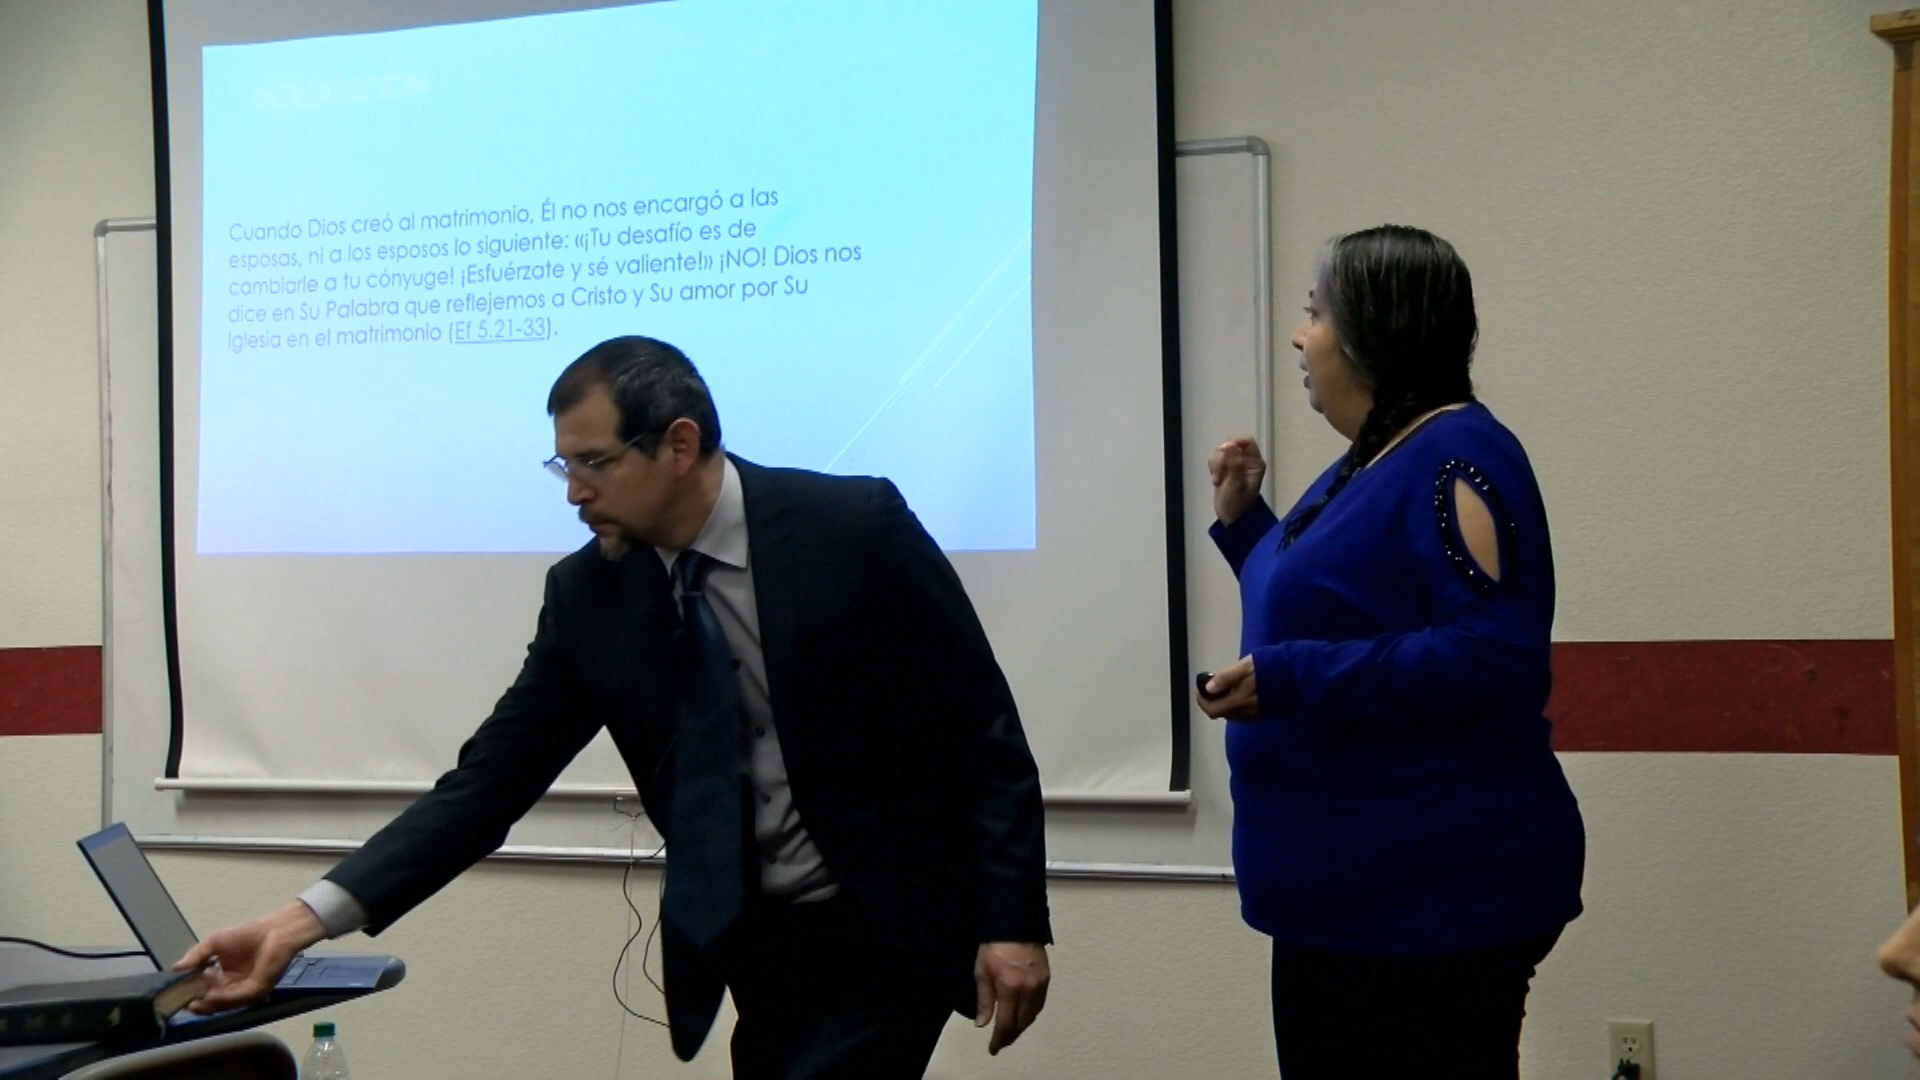 INTRODUCCIÓN
Cuando Dios creó al matrimonio, Él no nos encargó a las
esposas, ni a los esposos lo siguiente: «¡Tu desafío es de
cambiarle a tu cónyuge! ¡Esfuérzate y sé valiente!» ¡NO! Dios nos
dice en Su Palabra que reflejemos a Cristo y Su amor por Su
Iglesia en el matrimonio (Ef 5.21-33).